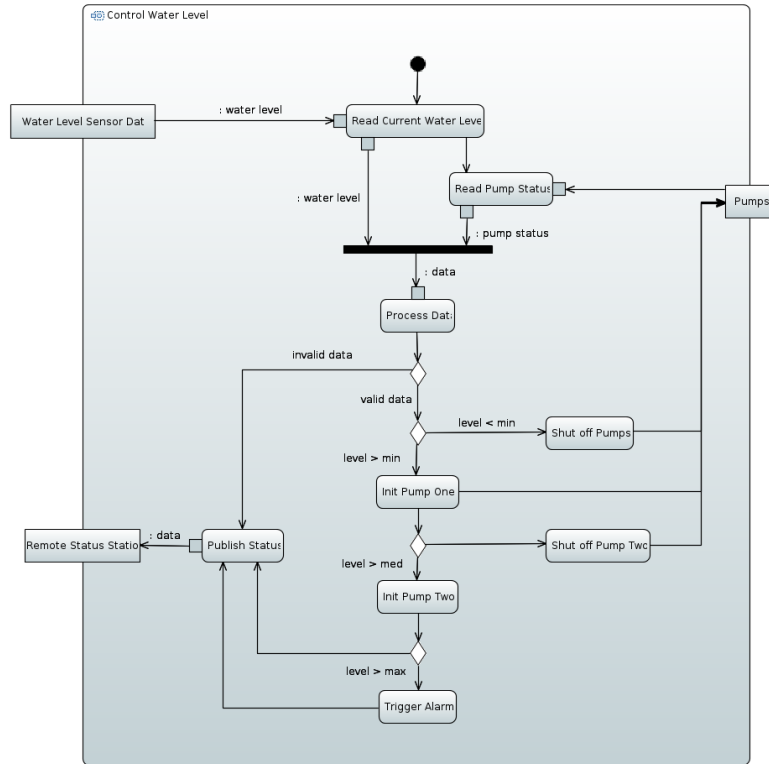 Control Water Level
: water level
Water Level Sensor Dat
Read Current Water Leve
Read Pump Status
Pumps
: water level
: pump status
: data
Process Dat
invalid data
valid data
level < min
Shut off Pumps
level > min
Init Pump One
: data
Remote Status Statio
Publish Status
Shut off Pump Two
level > med
Init Pump Two
level > max
Trigger Alarm